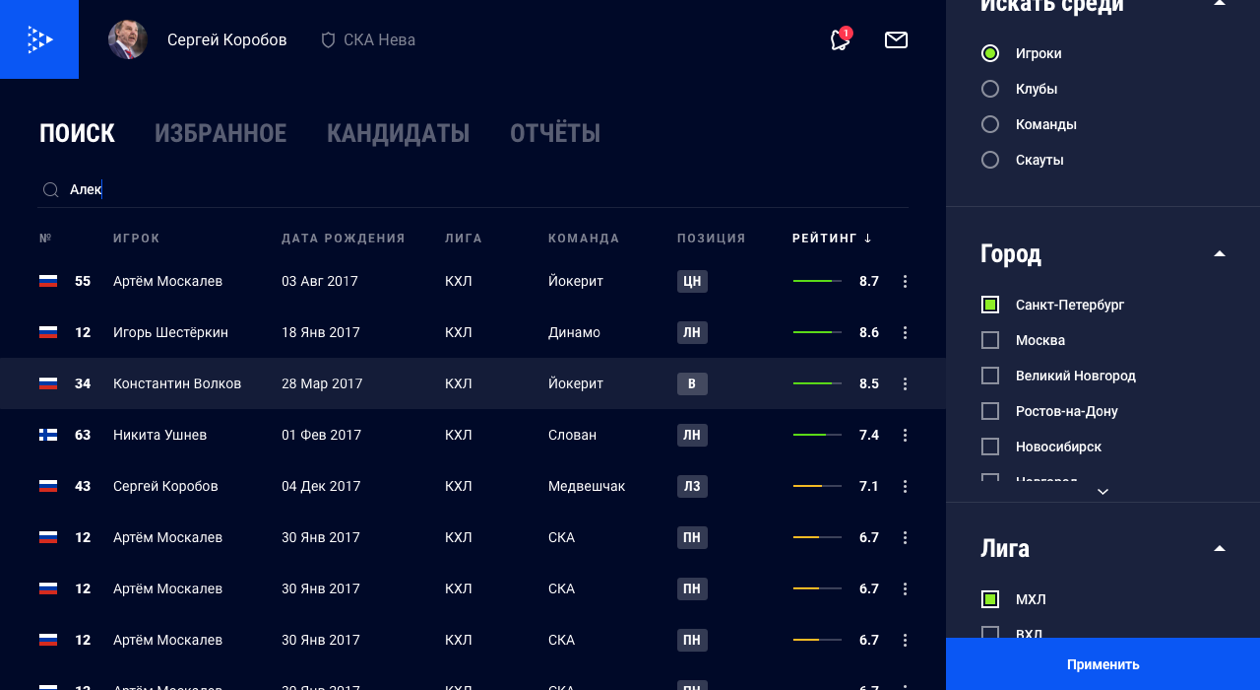 Сергей Коробов
СКА Нева
1
ПОИСК
ИЗБРАННОЕ
КАНДИДАТЫ
ОТЧЁТЫ
Алек
№ ИГРОК ДАТА РОЖДЕНИЯ ЛИГА КОМАНДА ПОЗИЦИЯ РЕЙТИНГ ↓
55 Артём Москалев 03 Авг 2017 КХЛ Йокерит ЦН 8.7
12 Игорь Шестёркин 18 Янв 2017 КХЛ Динамо ЛН 8.6
34 Константин Волков 28 Мар 2017 КХЛ Йокерит В 8.5
63 Никита Ушнев 01 Фев 2017 КХЛ Слован ЛН 7.4
43 Сергей Коробов 04 Дек 2017 КХЛ Медвешчак ЛЗ 7.1
12 Артём Москалев 30 Янв 2017 КХЛ СКА ПН 6.7
12 Артём Москалев 30 Янв 2017 КХЛ СКА ПН 6.7
12 Артём Москалев 30 Янв 2017 КХЛ СКА ПН 6.7
12 Артём Москалев 30 Янв 2017 КХЛ СКА ПН 6.7
Искать среди
Игроки
Клубы
Команды
Скауты
Город
Санкт-Петербург
Москва
Великий Новгород
Ростов-на-Дону
Новосибирск
Новгород
Лига
МХЛ
ВХЛ
Применить